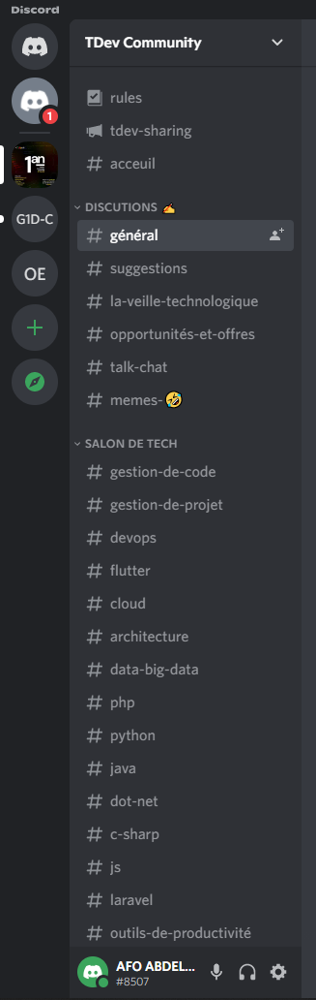 Discord
TDev Community
1
rules
tdev-sharing
1an
# acceuil
DISCUTIONS ✍
G1D-C
# général
# suggestions
OE
# la-veille-technologique
# opportunités-et-offres
# talk-chat
# memes-🤣
SALON DE TECH
# gestion-de-code
# gestion-de-projet
# devops
# flutter
# cloud
# architecture
# data-big-data
# php
# python
# java
# dot-net
# c-sharp
# js
# laravel
# outils-de-productivité
AFO ABDEL...
#8507